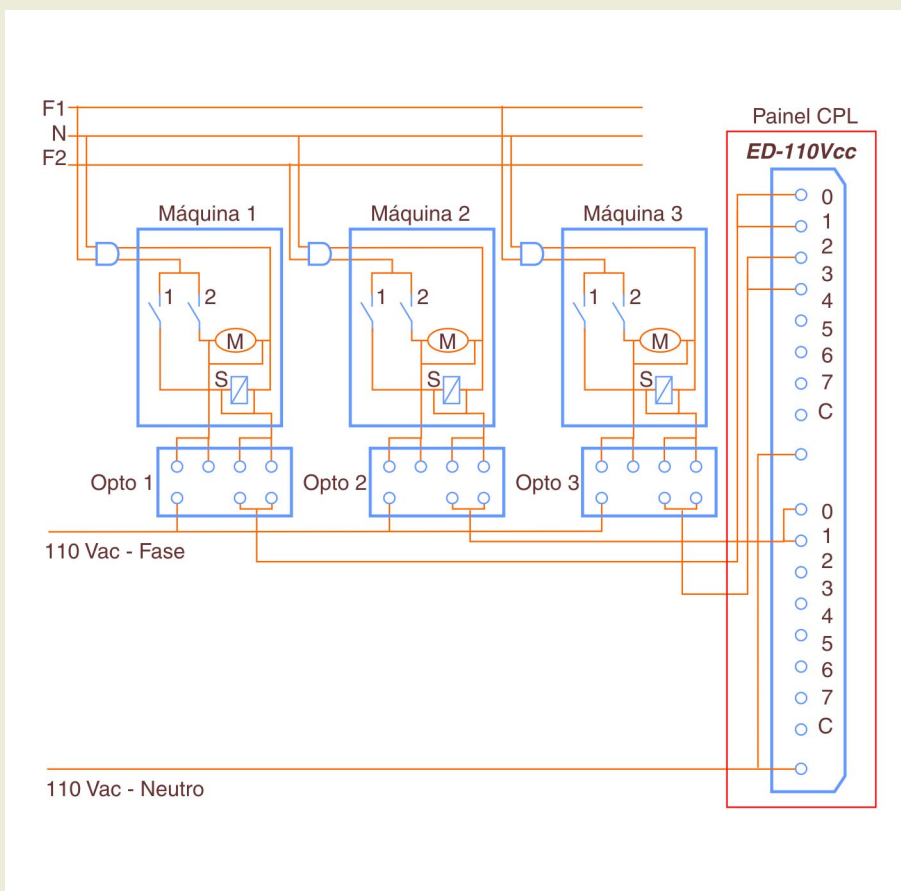 F1
N
F2
Painel CPL
ED-110Vcc
Máquina 1
Máquina 2
Máquina 3
1 2
M
S
1 2
M
S
1 2
M
S
Opto 1
Opto 2
Opto 3
110 Vac - Fase
0
1
2
3
4
5
6
7
C
0
1
2
3
4
5
6
7
C
110 Vac - Neutro